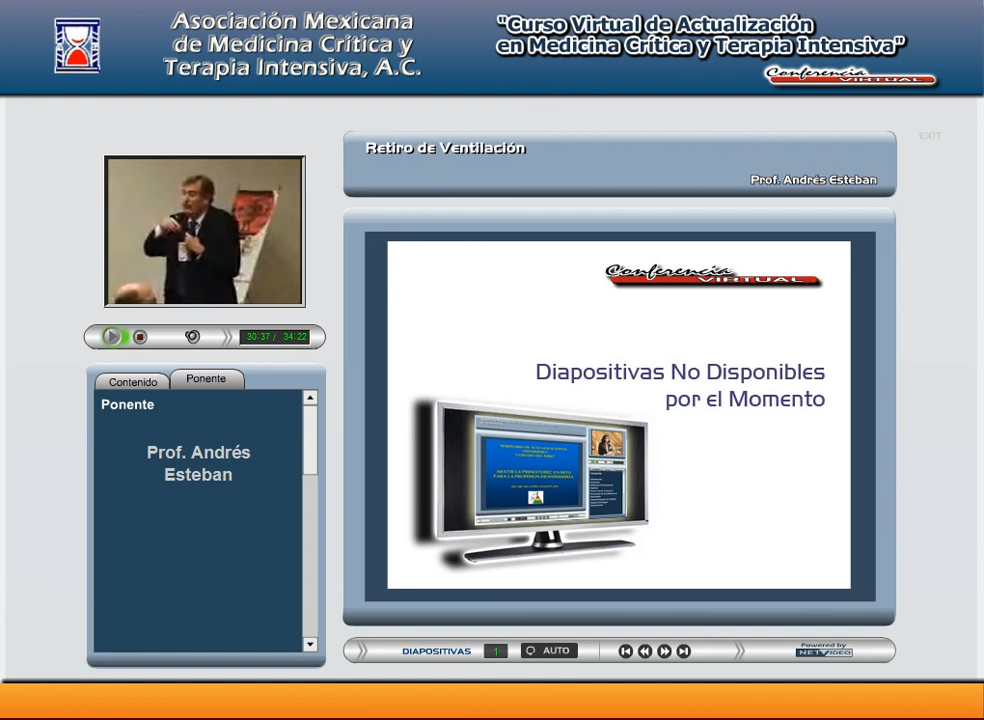 Asociación Mexicana
de Medicina Crítica y
Terapia Intensiva, A.C.
"Curso Virtual de Actualización
en Medicina Crítica y Terapia Intensiva"
Conferencia
VIRTUAL
EXIT
Retiro de Ventilación
Prof. Andrés Esteban
30:37 / 34:22
Contenido
Ponente
Ponente
Prof. Andrés
Esteban
Conferencia
VIRTUAL
Diapositivas No Disponibles
por el Momento
DIAPOSITIVAS
1
AUTO
Powered by
NETVIDEO